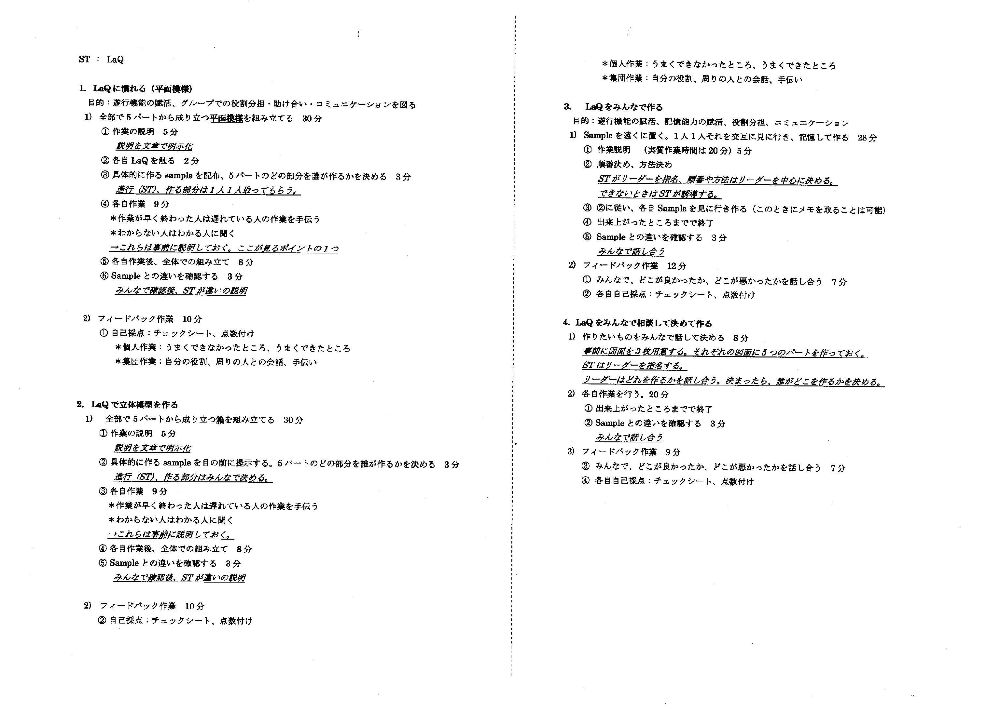 ST ： LaQ
1. LaQに慣れる（平面模様）
目的：遂行機能の賦活、グループでの役割分担・助け合い・コミュニケーションを図る
1) 全部で5パートから成り立つ平面模様を組み立てる　30分
① 作業の説明　5分
説明を文章で明示化
② 各自LaQを触る　2分
③ 具体的に作るsampleを配布、5パートのどの部分を誰が作るかを決める　3分
進行（ST）、作る部分は1人1人取ってもらう。
④ 各自作業　9分
＊作業が早く終わった人は遅れている人の作業を手伝う
＊わからない人はわかる人に聞く
→これらは事前に説明しておく。ここが見るポイントの1つ
⑤ 各自作業後、全体での組み立て　8分
⑥ Sampleとの違いを確認する　3分
みんなで確認後、STが違いの説明
2) フィードバック作業　10分
① 自己採点：チェックシート、点数付け
＊個人作業：うまくできなかったところ、うまくできたところ
＊集団作業：自分の役割、周りの人との会話、手伝い
2. LaQで立体模型を作る
1) 全部で5パートから成り立つ箱を組み立てる　30分
① 作業の説明　5分
説明を文章で明示化
② 具体的に作るsampleを目の前に提示する。5パートのどの部分を誰が作るかを決める　3分
進行（ST）、作る部分はみんなで決める。
③ 各自作業　9分
＊作業が早く終わった人は遅れている人の作業を手伝う
＊わからない人はわかる人に聞く
→これらは事前に説明しておく。
④ 各自作業後、全体での組み立て　8分
⑤ Sampleとの違いを確認する　3分
みんなで確認後、STが違いの説明
2) フィードバック作業　10分
② 自己採点：チェックシート、点数付け
＊個人作業：うまくできなかったところ、うまくできたところ
＊集団作業：自分の役割、周りの人との会話、手伝い
3. LaQをみんなで作る
目的：遂行機能の賦活、記憶能力の賦活、役割分担、コミュニケーション
1) Sampleを遠くに置く。1人1人それを交互に見に行き、記憶して作る　28分
① 作業説明　（実質作業時間は20分）5分
② 順番決め、方法決め
STがリーダーを指名、順番や方法はリーダーを中心に決める。
できないときはSTが誘導する。
③ ②に従い、各自Sampleを見に行き作る（このときにメモを取ることは可能）
④ 出来上がったところまでで終了
⑤ Sampleとの違いを確認する　3分
みんなで話し合う
2) フィードバック作業　12分
① みんなで、どこが良かったか、どこが悪かったかを話し合う　7分
② 各自自己採点：チェックシート、点数付け
4. LaQをみんなで相談して決めて作る
1) 作りたいものをみんなで話して決める　8分
事前に図面を3枚用意する。それぞれの図面に5つのパートを作っておく。
STはリーダーを指名する。
リーダーはどれを作るかを話し合う。決まったら、誰がどこを作るかを決める。
2) 各自作業を行う。20分
① 出来上がったところまでで終了
② Sampleとの違いを確認する　3分
みんなで話し合う
3) フィードバック作業　9分
③ みんなで、どこが良かったか、どこが悪かったかを話し合う　7分
④ 各自自己採点：チェックシート、点数付け